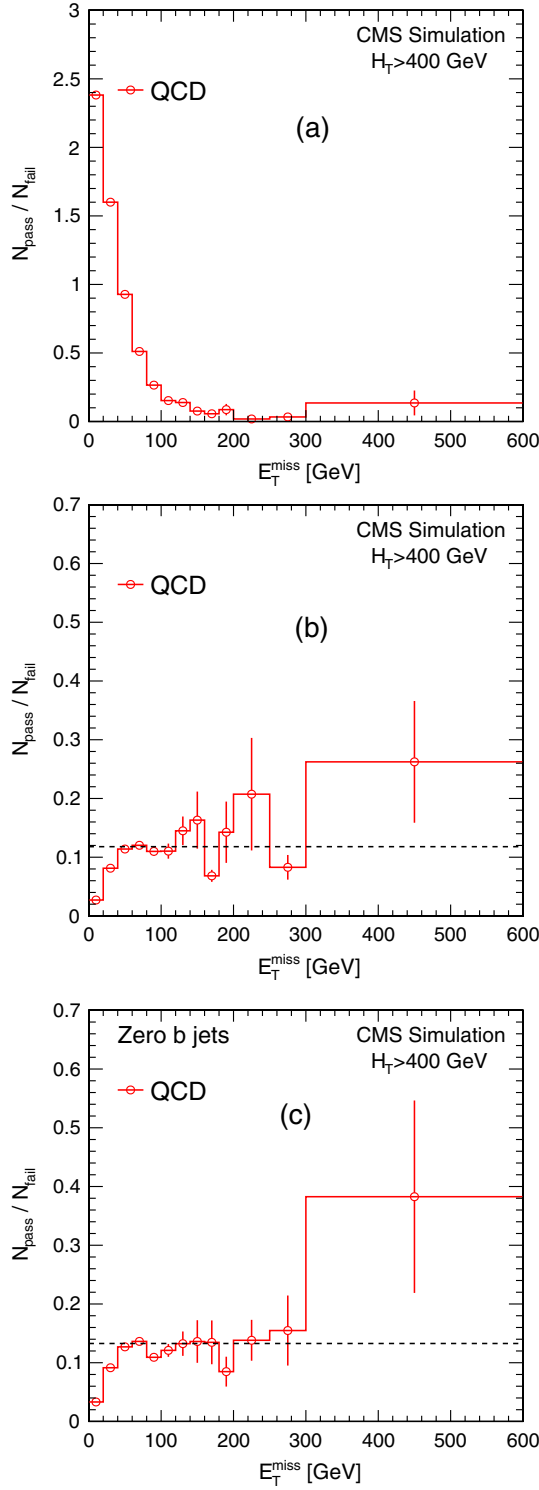 3
2.5
2
1.5
1
0.5
0
N_pass / N_fail
CMS Simulation
H_T>400 GeV
QCD
(a)
0 100 200 300 400 500 600
E_T^miss [GeV]
0.7
0.6
0.5
0.4
0.3
0.2
0.1
0
N_pass / N_fail
CMS Simulation
H_T>400 GeV
QCD
(b)
0 100 200 300 400 500 600
E_T^miss [GeV]
0.7
0.6
0.5
0.4
0.3
0.2
0.1
0
N_pass / N_fail
Zero b jets
CMS Simulation
H_T>400 GeV
QCD
(c)
0 100 200 300 400 500 600
E_T^miss [GeV]